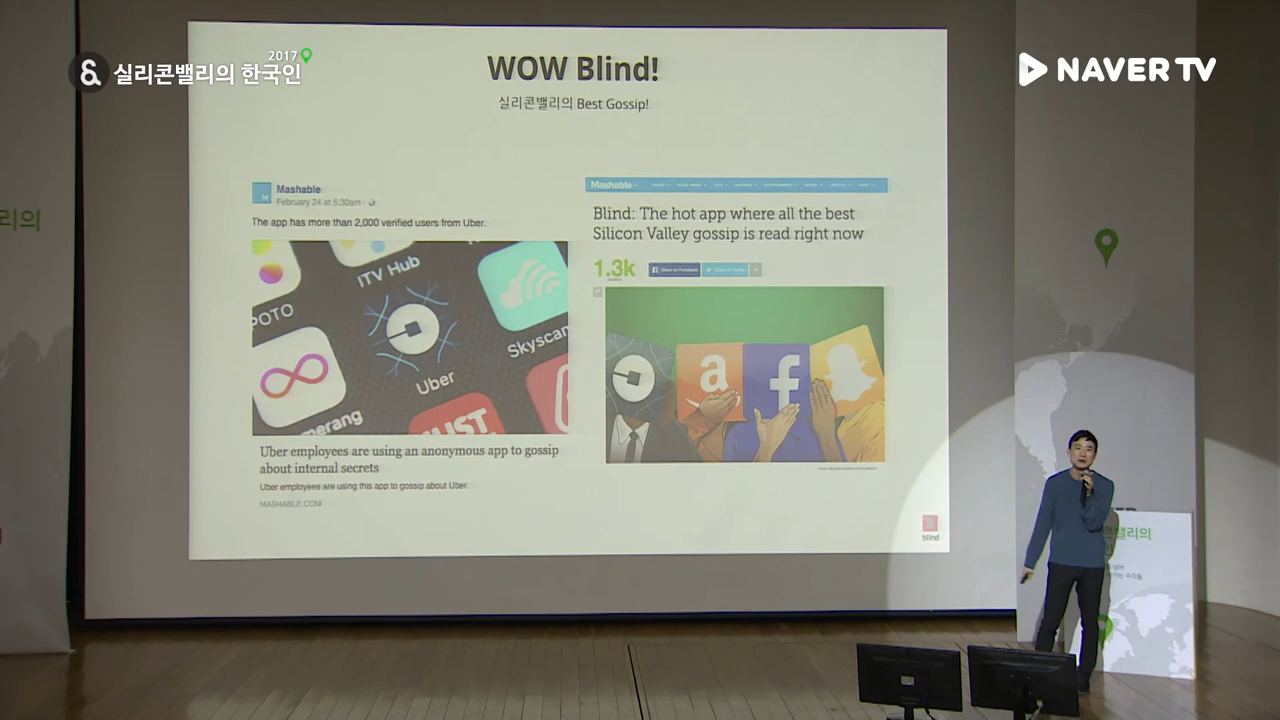 2017
& 실리콘밸리의 한국인
NAVER TV
WOW Blind!
실리콘밸리의 Best Gossip!
리의
Mashable
February 24 at 5:30am
The app has more than 2,000 verified users from Uber.
ITV Hub
POTO
Skyscan
Uber
merang
UST
Uber employees are using an anonymous app to gossip
about internal secrets
Uber employees are using this app to gossip about Uber.
MASHABLE.COM
Mashable
Blind: The hot app where all the best
Silicon Valley gossip is read right now
1.3k
Share on Facebook
a
f
blind
밸리의